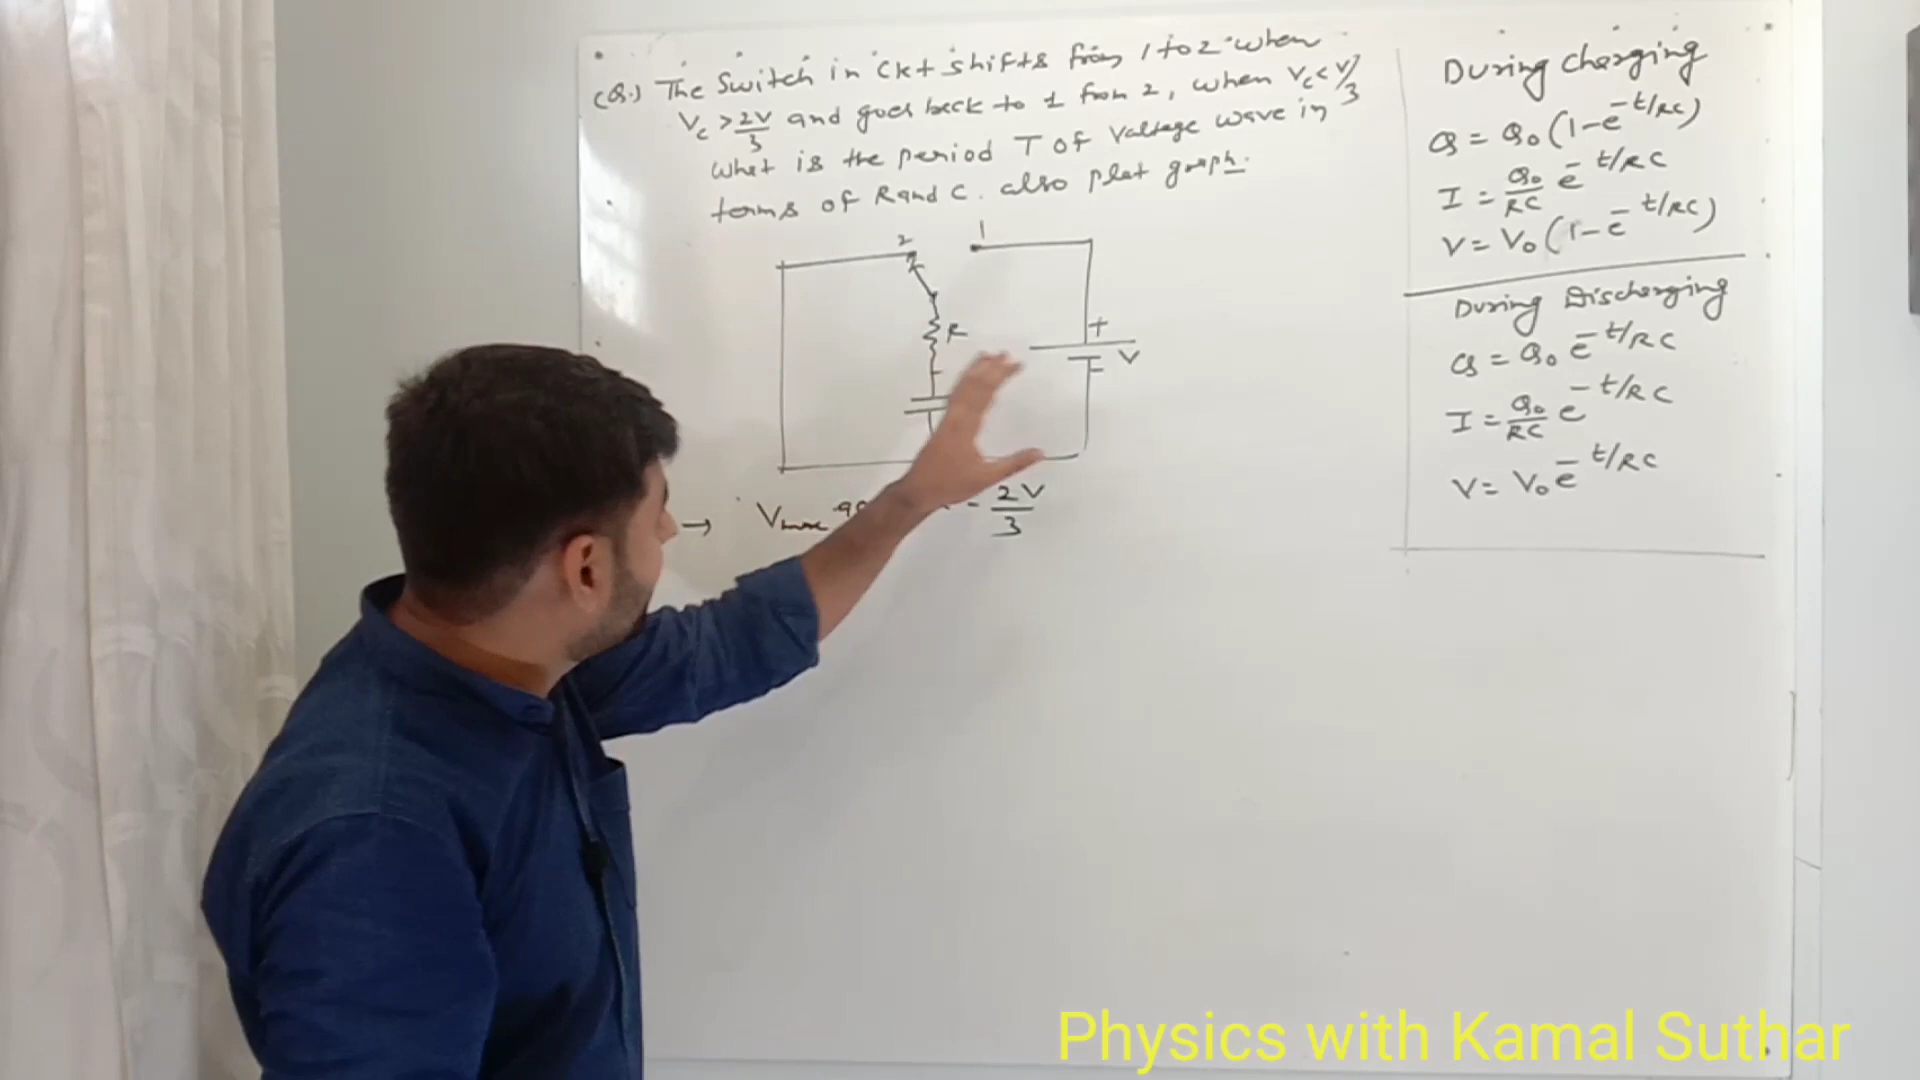 (Q.) The Switch in Ckt shifts from 1 to 2 when
Vc > 2V/3 and goes back to 1 from 2, when Vc < V/3
what is the period T of Voltage wave in
terms of R and C. also plot graph.
2
1
R
+
V
-
→ Vmax = 2V/3
During Charging
Q = Q₀ (1 - e^-t/RC)
I = Q₀/RC e^-t/RC
V = V₀ (1 - e^-t/RC)
During Discharging
Q = Q₀ e^-t/RC
I = Q₀/RC e^-t/RC
V = V₀ e^-t/RC
Physics with Kamal Suthar